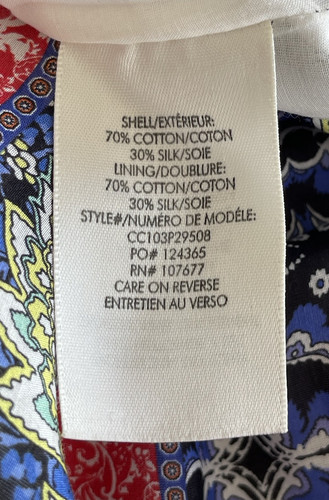 SHELL/EXTÉRIEUR:
70% COTTON/COTON
30% SILK/SOIE
LINING/DOUBLURE:
70% COTTON/COTON
30% SILK/SOIE
STYLE#/NUMÉRO DE MODÉLE:
CC103P29508
PO# 124365
RN# 107677
CARE ON REVERSE
ENTRETIEN AU VERSO